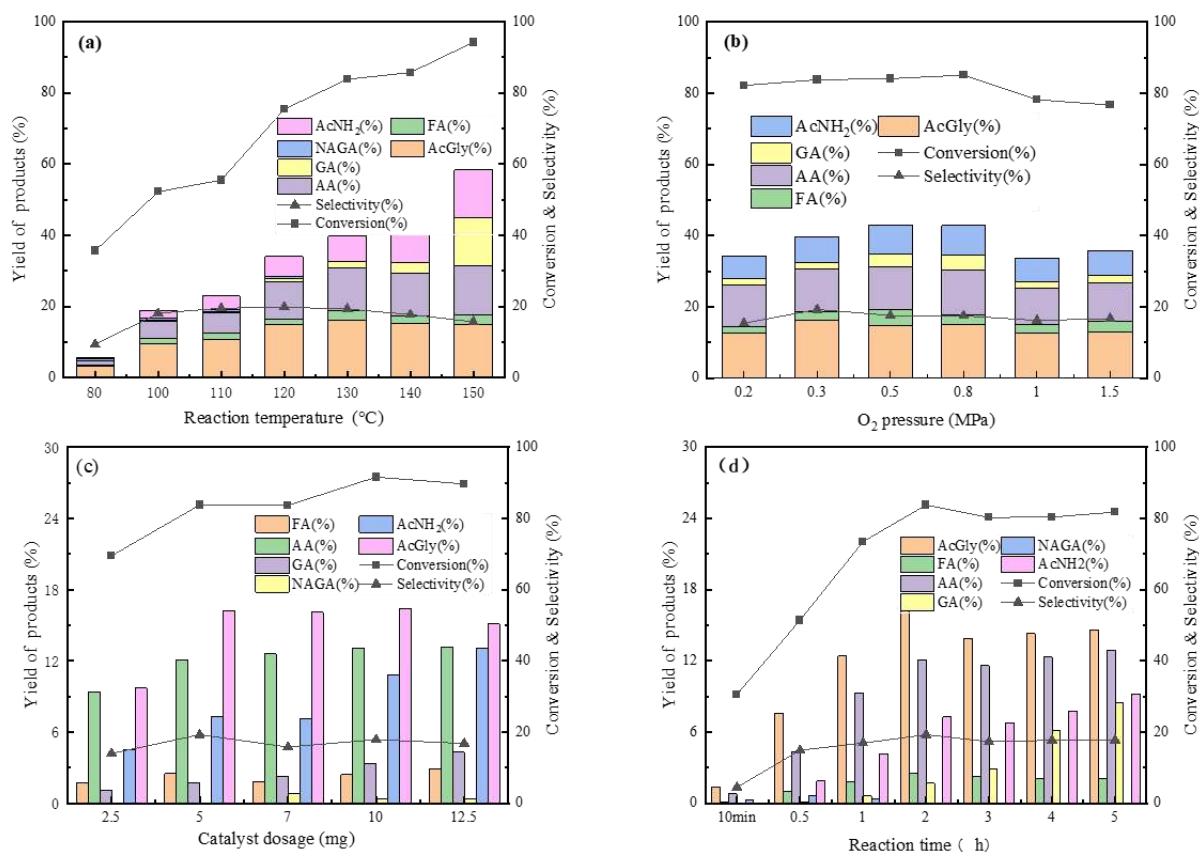 (a)
Yield of products (%)
100
80
60
40
20
0
AcNH2(%) FA(%)
NAGA(%) AcGly(%)
GA(%)
AA(%)
Selectivity(%)
Conversion(%)
100
80
60
40
20
0
Conversion & Selectivity (%)
80 100 110 120 130 140 150
Reaction temperature (℃)
(b)
Yield of products (%)
100
80
60
40
20
0
AcNH2(%) AcGly(%)
GA(%) Conversion(%)
AA(%) Selectivity(%)
FA(%)
100
80
60
40
20
0
Conversion & Selectivity (%)
0.2 0.3 0.5 0.8 1 1.5
O2 pressure (MPa)
(c)
Yield of products (%)
30
24
18
12
6
0
FA(%) AcNH2(%)
AA(%) AcGly(%)
GA(%) Conversion(%)
NAGA(%) Selectivity(%)
100
80
60
40
20
0
Conversion & Selectivity (%)
2.5 5 7 10 12.5
Catalyst dosage (mg)
(d)
Yield of products (%)
30
24
18
12
6
0
AcGly(%) NAGA(%)
FA(%) AcNH2(%)
AA(%) Conversion(%)
GA(%) Selectivity(%)
100
80
60
40
20
0
Conversion & Selectivity (%)
10min 0.5 1 2 3 4 5
Reaction time ( h)